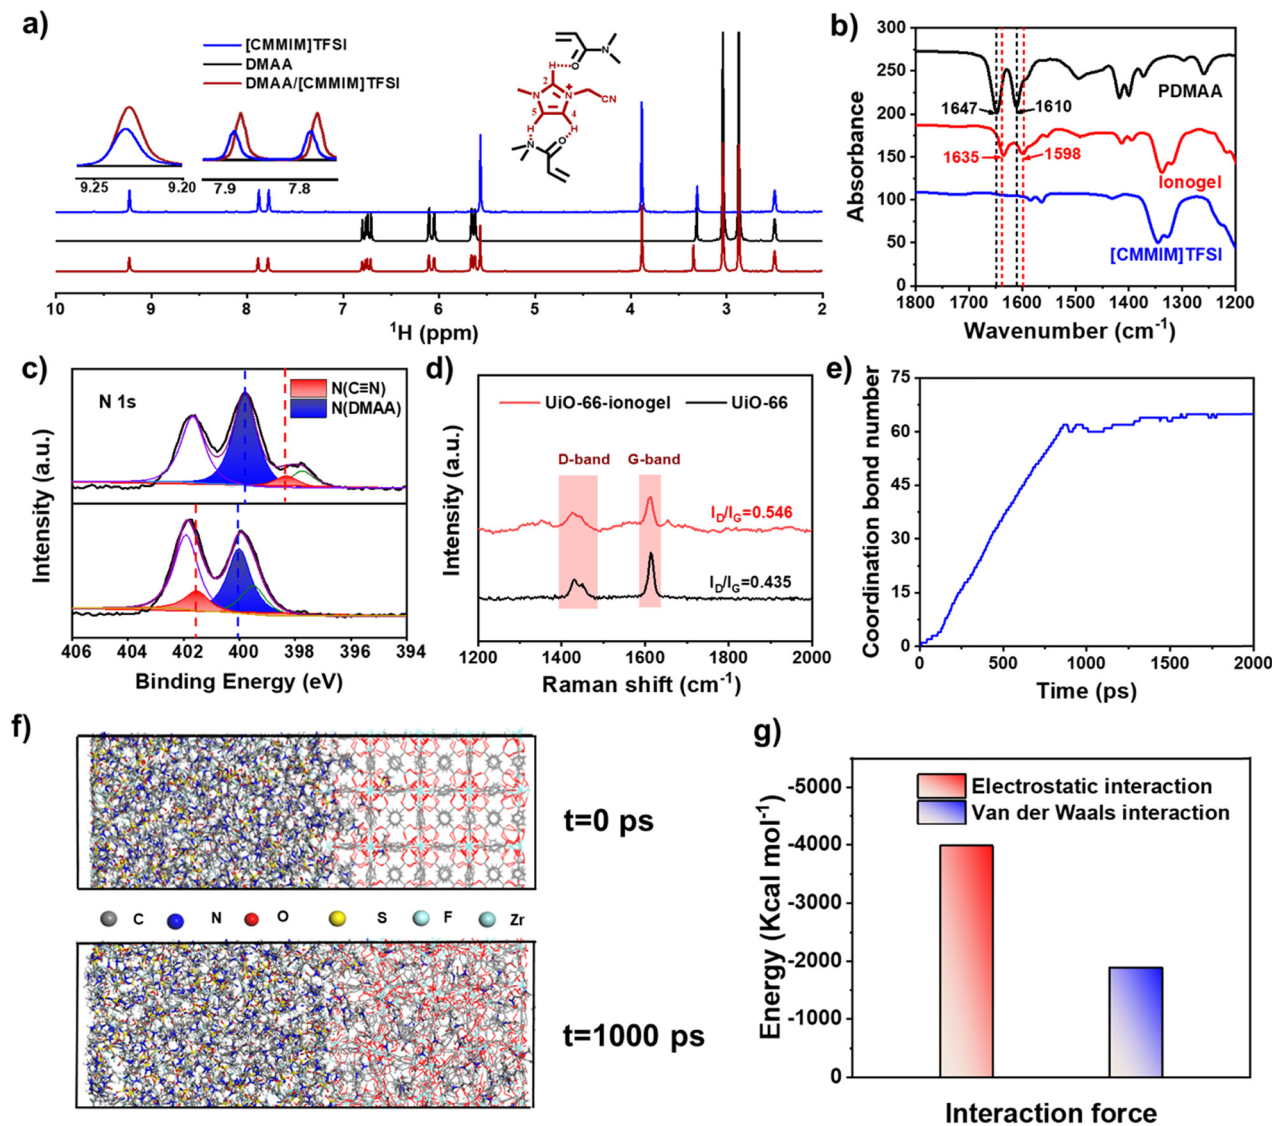 a)
[CMMIM]TFSI
DMAA
DMAA/[CMMIM]TFSI
9.25 9.20
7.9 7.8
O
N
H
2
N
N+
CN
5 4
H H
N O
10 9 8 7 6 5 4 3 2
¹H (ppm)
b)
Absorbance
300
250
200
150
100
50
0
PDMAA
1647 1610
1635 1598
Ionogel
[CMMIM]TFSI
1800 1700 1600 1500 1400 1300 1200
Wavenumber (cm⁻¹)
c)
N 1s
N(C≡N)
N(DMAA)
Intensity (a.u.)
406 404 402 400 398 396 394
Binding Energy (eV)
d)
UiO-66-ionogel UiO-66
D-band G-band
I_D/I_G=0.546
I_D/I_G=0.435
Intensity (a.u.)
1200 1400 1600 1800 2000
Raman shift (cm⁻¹)
e)
Coordination bond number
75
60
45
30
15
0
0 500 1000 1500 2000
Time (ps)
f)
t=0 ps
C N O S F Zr
t=1000 ps
g)
Electrostatic interaction
Van der Waals interaction
Energy (Kcal mol⁻¹)
-5000
-4000
-3000
-2000
-1000
0
Interaction force